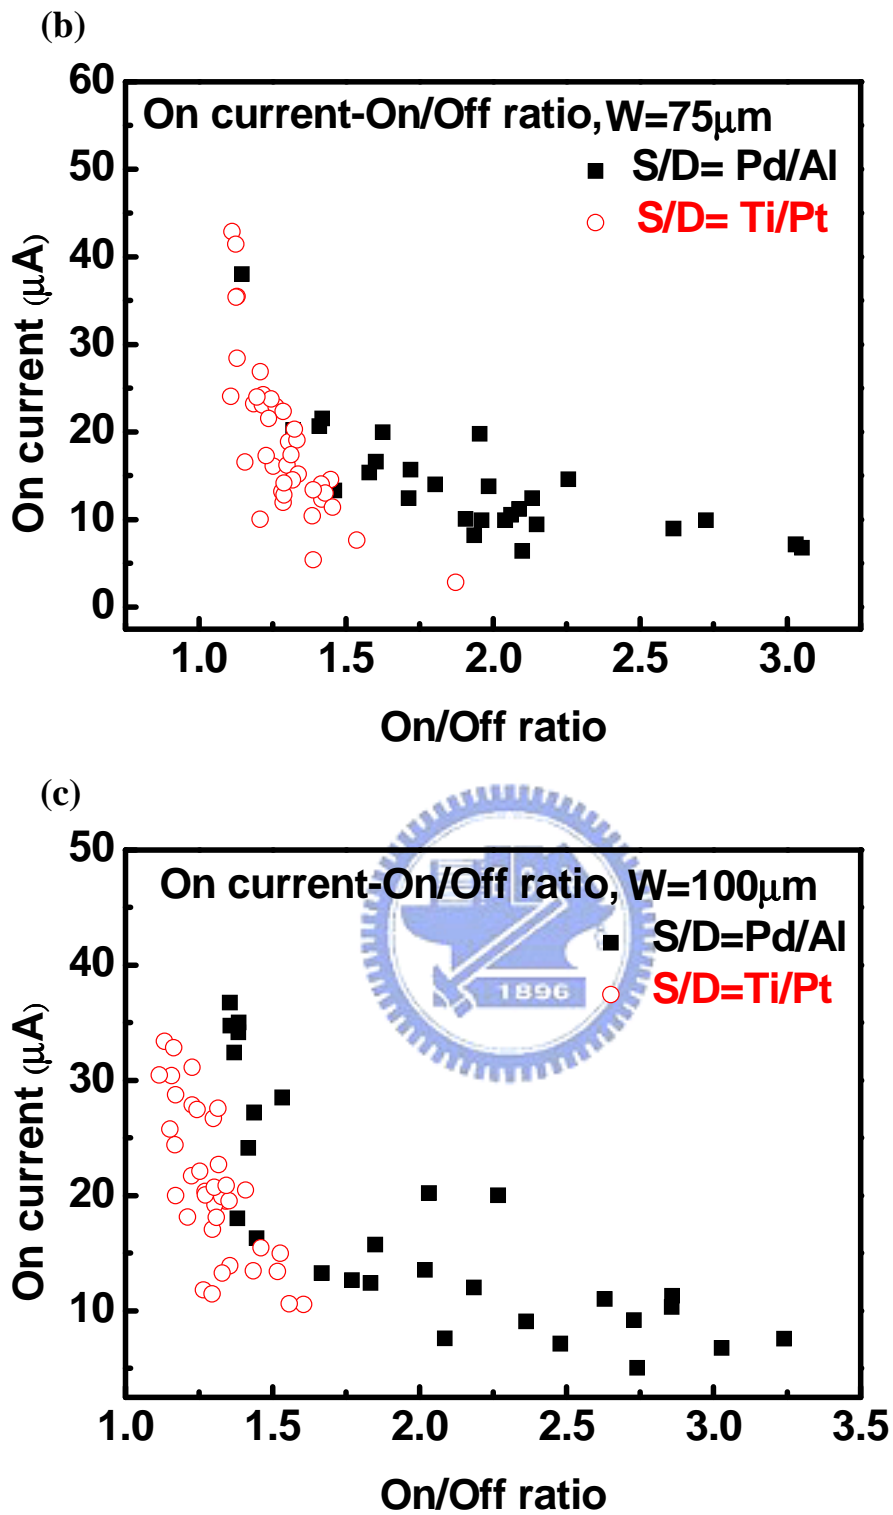 (b)
60
50
40
30
20
10
0
On current (μA)
On current-On/Off ratio, W=75μm
S/D= Pd/Al
S/D= Ti/Pt
1.0 1.5 2.0 2.5 3.0
On/Off ratio
(c)
50
40
30
20
10
On current (μA)
On current-On/Off ratio, W=100μm
S/D=Pd/Al
S/D=Ti/Pt
1896
1.0 1.5 2.0 2.5 3.0 3.5
On/Off ratio